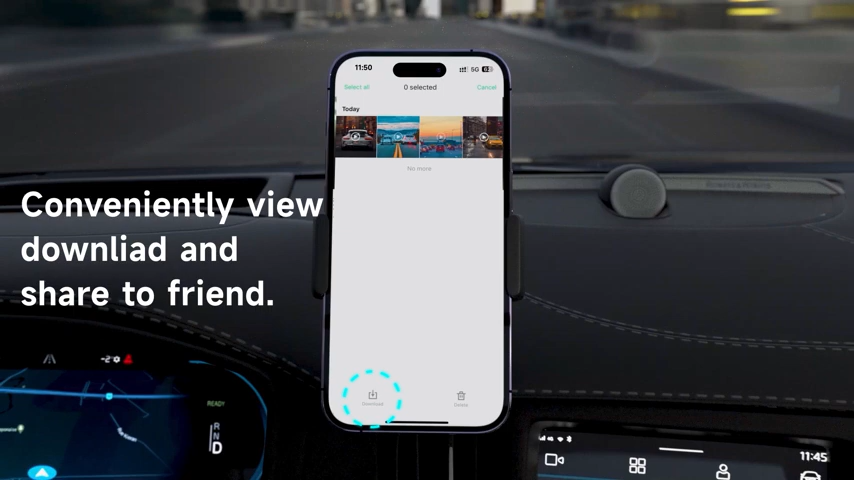 11:50
5G
Select all
0 selected
Cancel
Today
No more
Conveniently view
downliad and
share to friend.
Download
Delete
-2°
READY
R
N
D
11:45